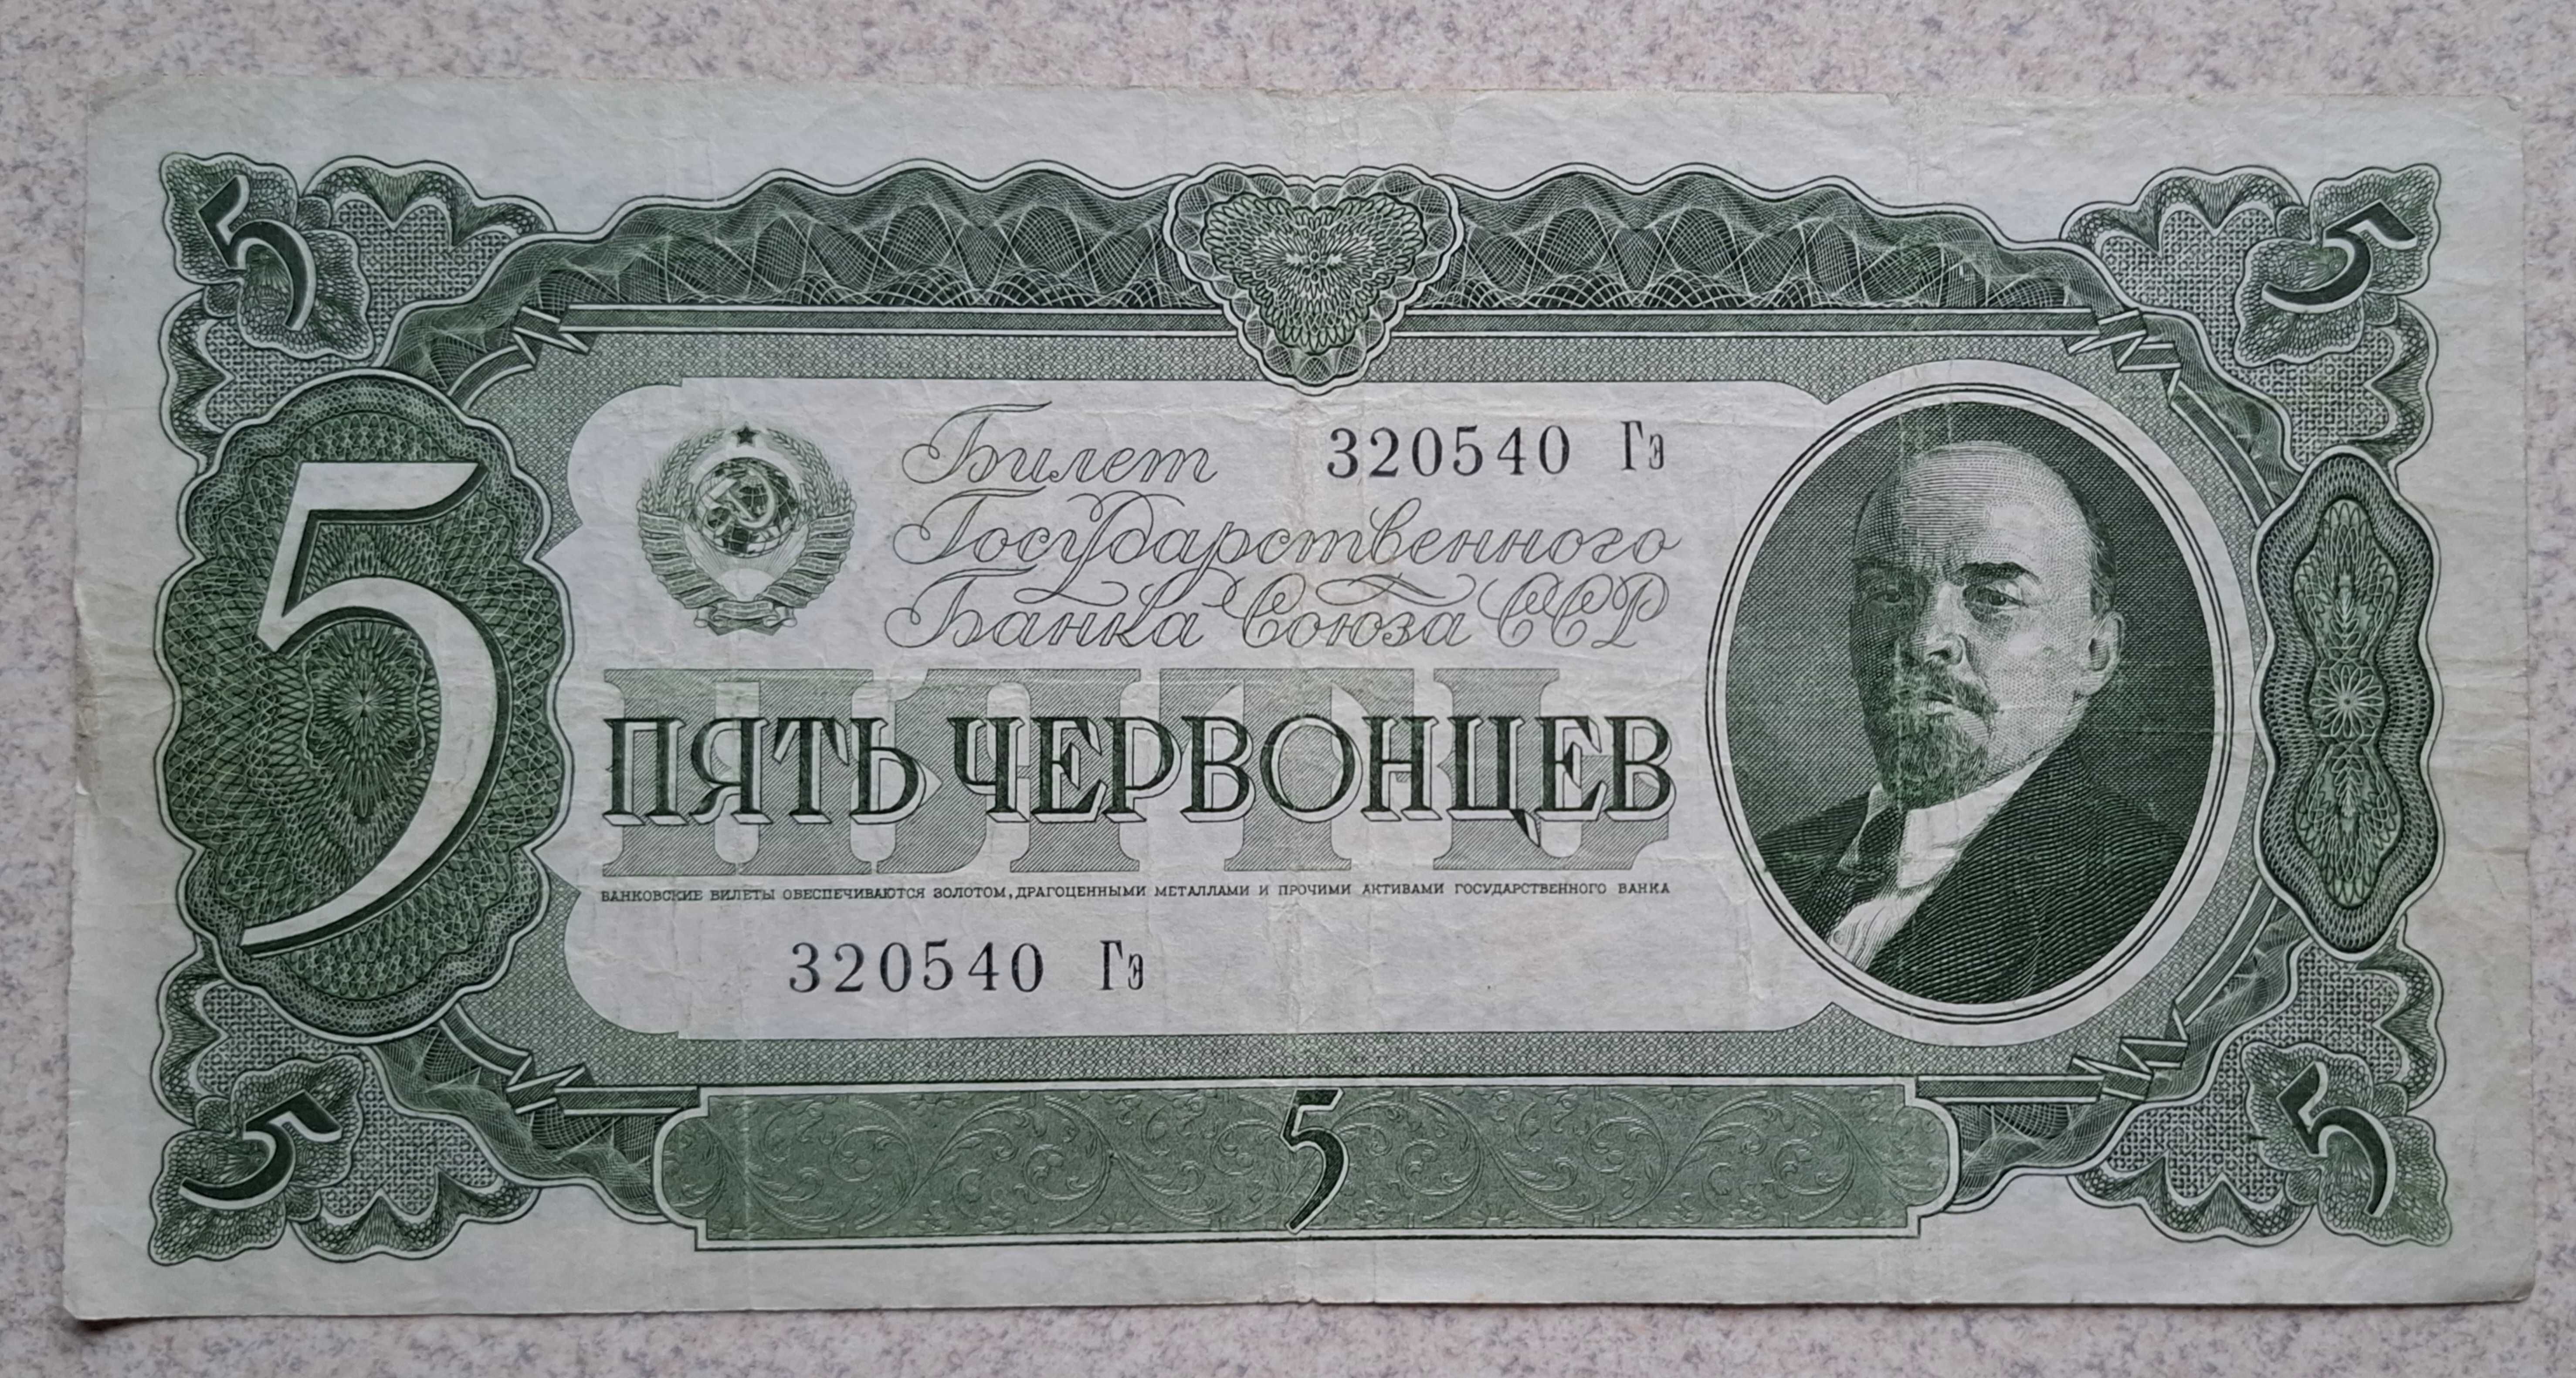 5
5
5
Билет 320540 Гэ
Государственного
Банка Союза ССР
ПЯТЬ
ПЯТЬ ЧЕРВОНЦЕВ
БАНКОВСКИЕ БИЛЕТЫ ОБЕСПЕЧИВАЮТСЯ ЗОЛОТОМ, ДРАГОЦЕННЫМИ МЕТАЛЛАМИ И ПРОЧИМИ АКТИВАМИ ГОСУДАРСТВЕННОГО БАНКА
320540 Гэ
5
5
5